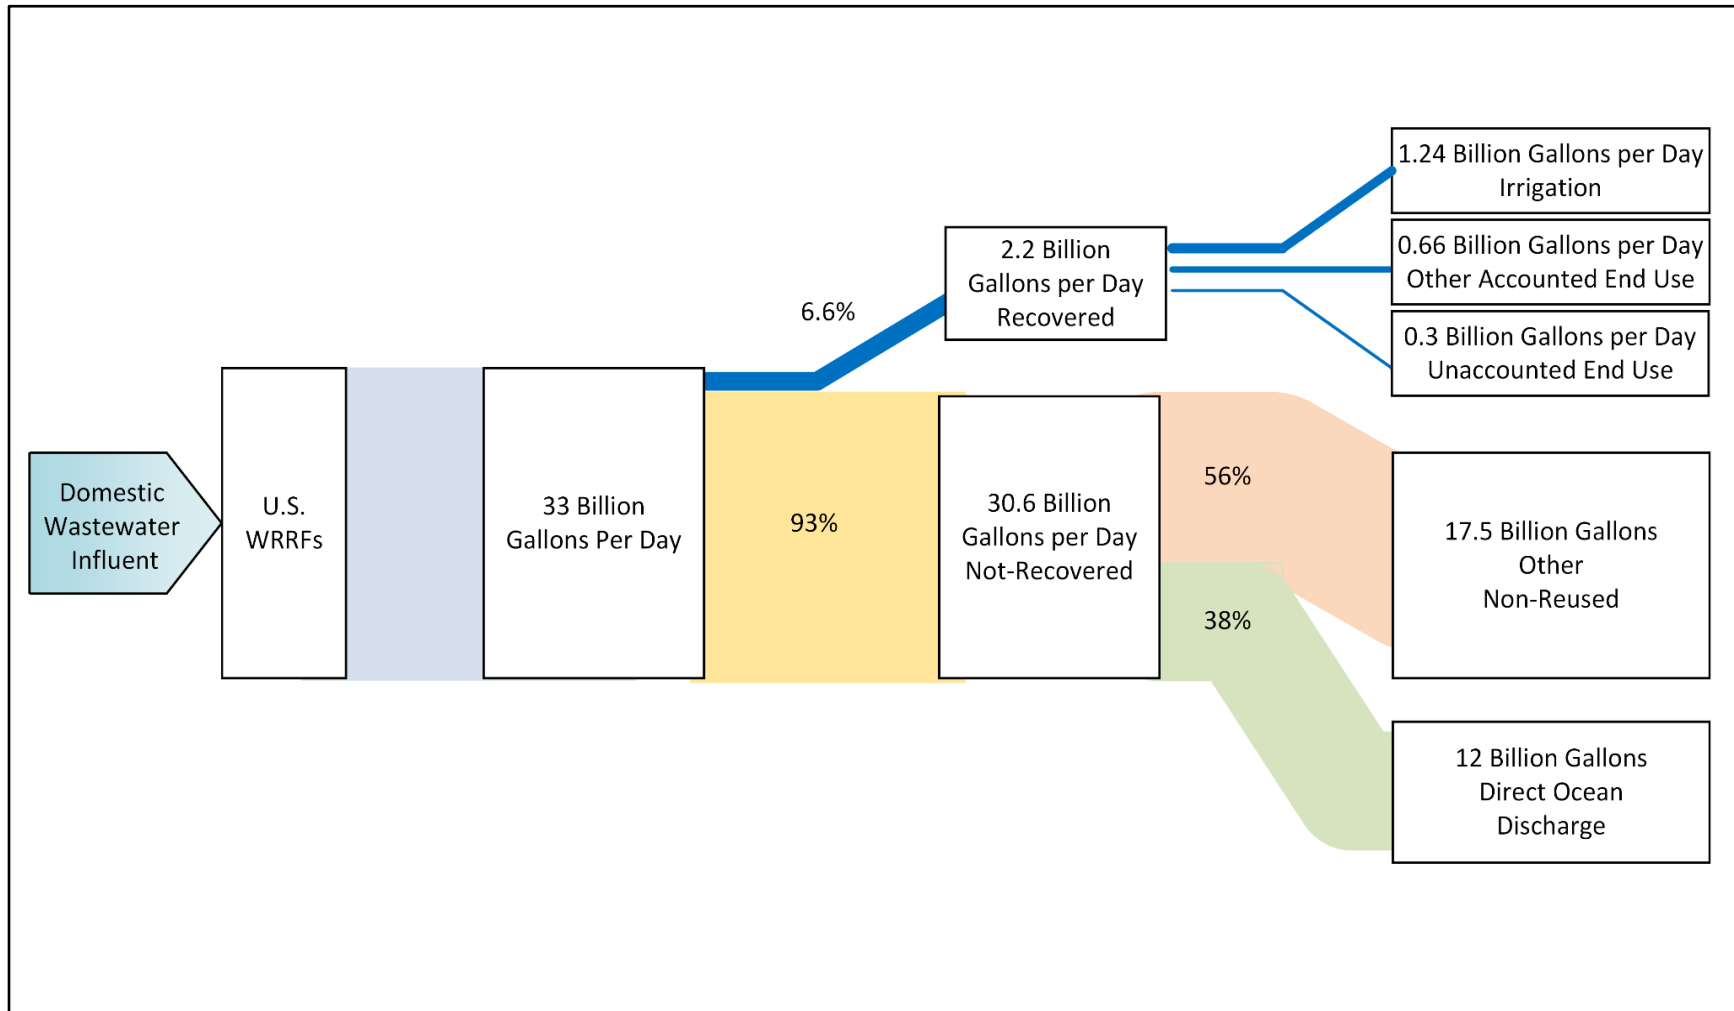 Domestic
Wastewater
Influent
U.S.
WRRFs
33 Billion
Gallons Per Day
6.6%
93%
2.2 Billion
Gallons per Day
Recovered
30.6 Billion
Gallons per Day
Not-Recovered
56%
38%
1.24 Billion Gallons per Day
Irrigation
0.66 Billion Gallons per Day
Other Accounted End Use
0.3 Billion Gallons per Day
Unaccounted End Use
17.5 Billion Gallons
Other
Non-Reused
12 Billion Gallons
Direct Ocean
Discharge